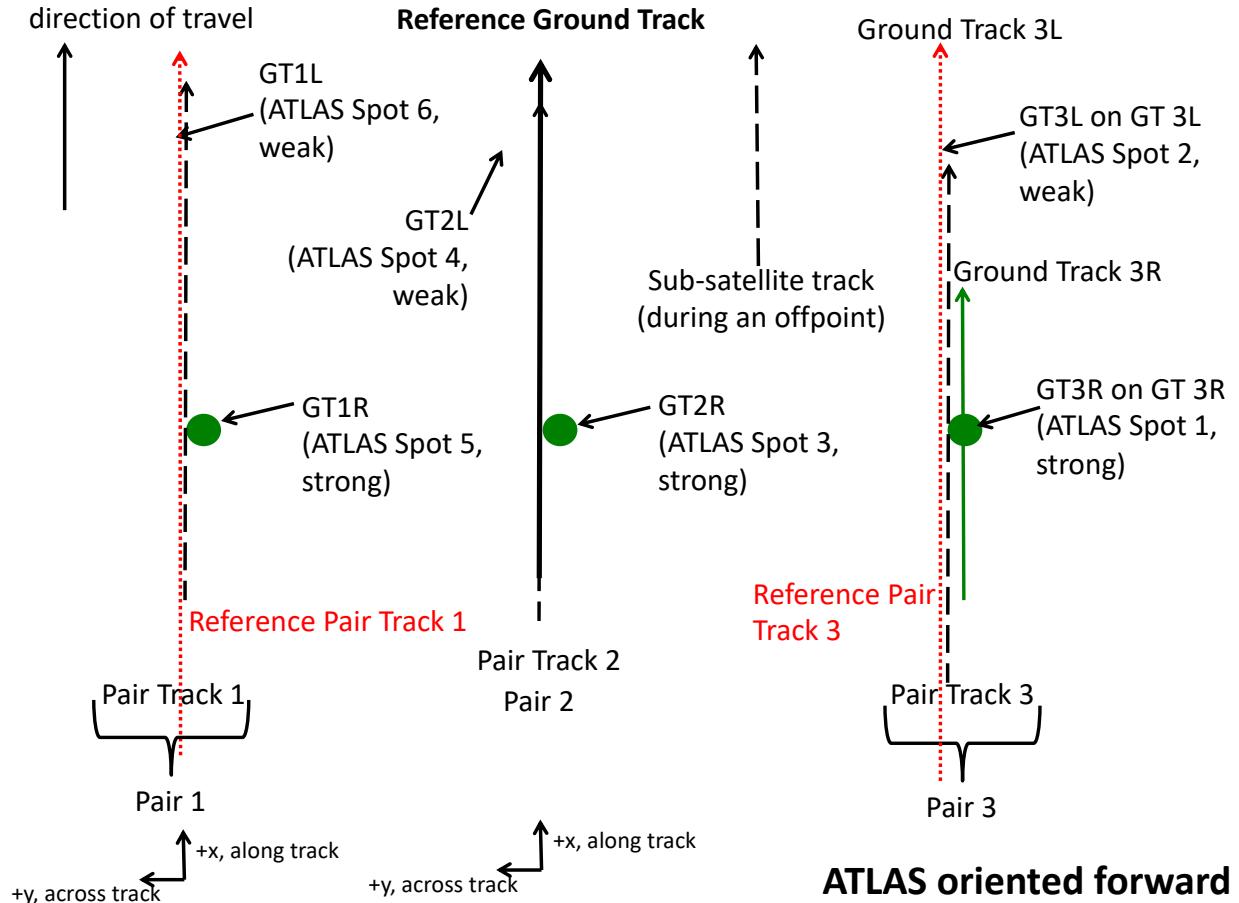 direction of travel
Reference Ground Track
Ground Track 3L
GT1L
(ATLAS Spot 6,
weak)
GT3L on GT 3L
(ATLAS Spot 2,
weak)
GT2L
(ATLAS Spot 4,
weak)
Sub-satellite track
(during an offpoint)
Ground Track 3R
GT1R
(ATLAS Spot 5,
strong)
GT2R
(ATLAS Spot 3,
strong)
GT3R on GT 3R
(ATLAS Spot 1,
strong)
Reference Pair Track 1
Reference Pair
Track 3
Pair Track 2
Pair 2
Pair Track 1
Pair Track 3
Pair 1
Pair 3
+x, along track
+y, across track
+x, along track
+y, across track
ATLAS oriented forward